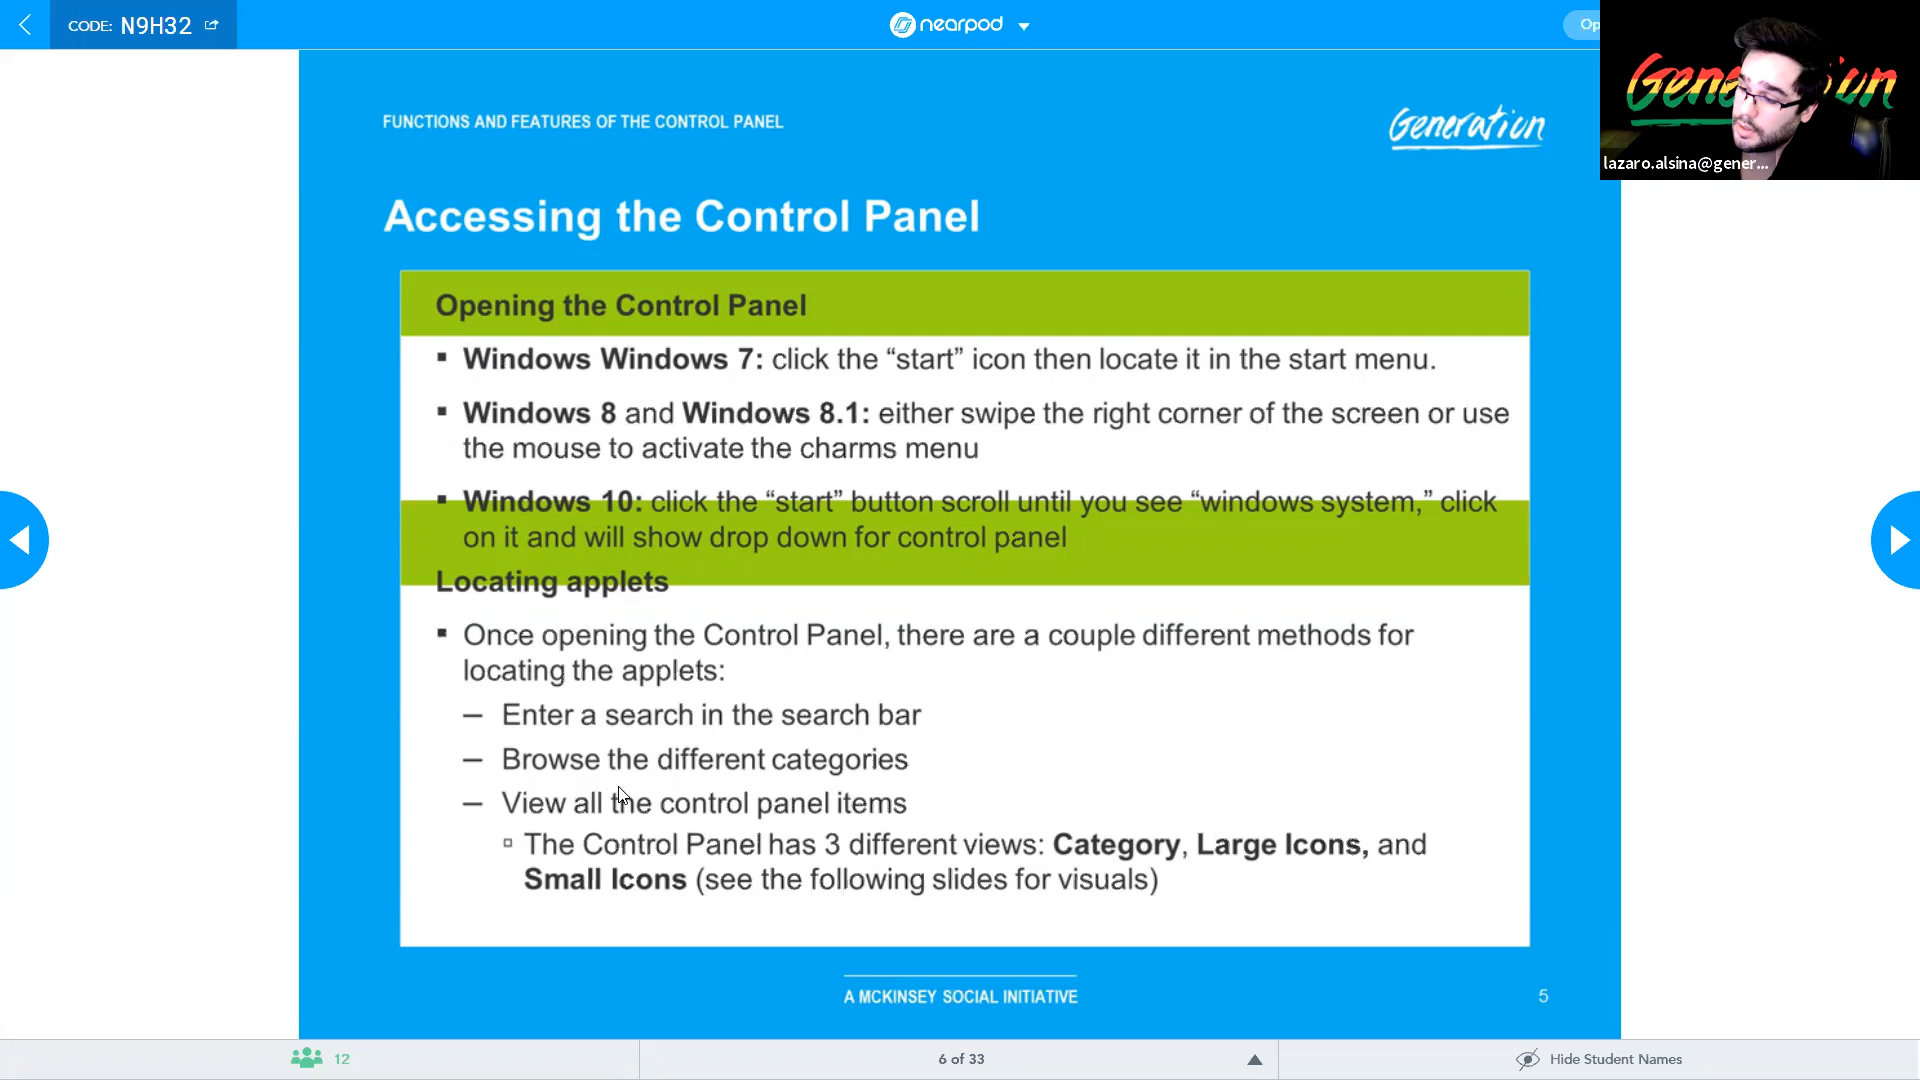 CODE: N9H32
nearpod
Op
Generation
lazaro.alsina@gener...
FUNCTIONS AND FEATURES OF THE CONTROL PANEL
Generation
Accessing the Control Panel
Opening the Control Panel
▪ Windows Windows 7: click the “start” icon then locate it in the start menu.
▪ Windows 8 and Windows 8.1: either swipe the right corner of the screen or use
the mouse to activate the charms menu
▪ Windows 10: click the “start” button scroll until you see “windows system,” click
on it and will show drop down for control panel
Locating applets
▪ Once opening the Control Panel, there are a couple different methods for
locating the applets:
– Enter a search in the search bar
– Browse the different categories
– View all the control panel items
▫ The Control Panel has 3 different views: Category, Large Icons, and
Small Icons (see the following slides for visuals)
A MCKINSEY SOCIAL INITIATIVE
5
12
6 of 33
Hide Student Names